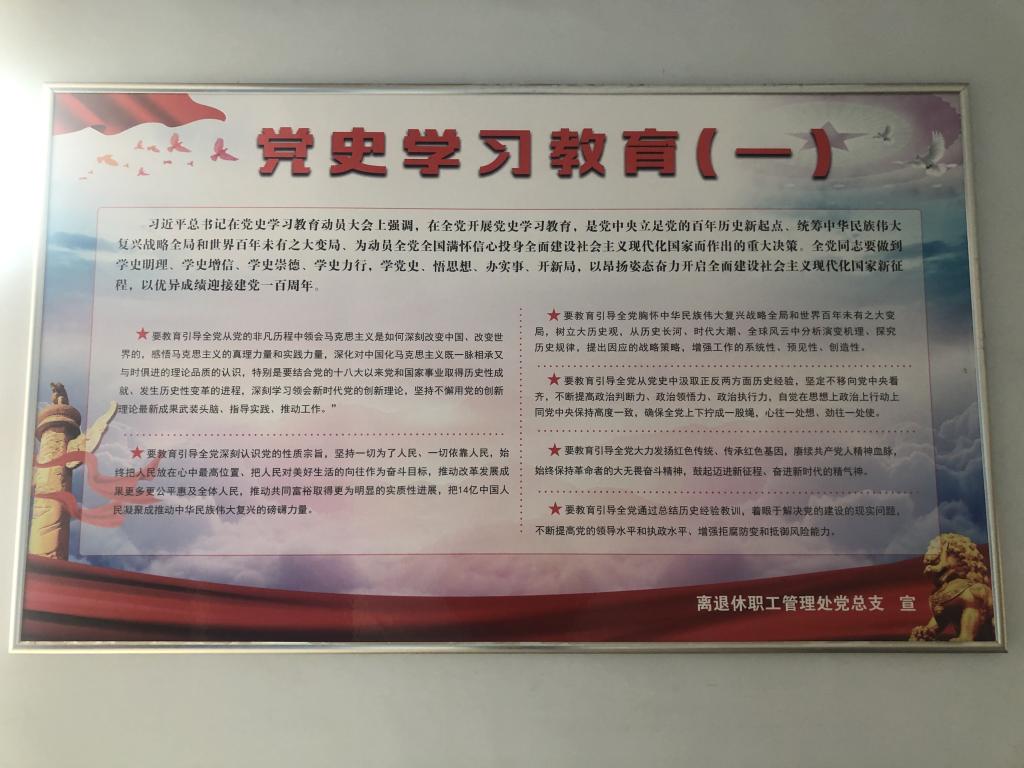 党史学习教育(一)
习近平总书记在党史学习教育动员大会上强调，在全党开展党史学习教育，是党中央立足党的百年历史新起点、统筹中华民族伟大
复兴战略全局和世界百年未有之大变局、为动员全党全国满怀信心投身全面建设社会主义现代化国家而作出的重大决策。全党同志要做到
学史明理、学史增信、学史崇德、学史力行，学党史、悟思想、办实事、开新局，以昂扬姿态奋力开启全面建设社会主义现代化国家新征
程，以优异成绩迎接建党一百周年。
★要教育引导全党从党的非凡历程中领会马克思主义是如何深刻改变中国、改变世
界的，感悟马克思主义的真理力量和实践力量，深化对中国化马克思主义既一脉相承又
与时俱进的理论品质的认识，特别是要结合党的十八大以来党和国家事业取得历史性成
就、发生历史性变革的进程，深刻学习领会新时代党的创新理论，坚持不懈用党的创新
理论最新成果武装头脑、指导实践、推动工作。”
★要教育引导全党深刻认识党的性质宗旨，坚持一切为了人民、一切依靠人民，始
终把人民放在心中最高位置、把人民对美好生活的向往作为奋斗目标，推动改革发展成
果更多更公平惠及全体人民，推动共同富裕取得更为明显的实质性进展，把14亿中国人
民凝聚成推动中华民族伟大复兴的磅礴力量。
★要教育引导全党胸怀中华民族伟大复兴战略全局和世界百年未有之大变
局，树立大历史观，从历史长河、时代大潮、全球风云中分析演变机理、探究
历史规律，提出因应的战略策略，增强工作的系统性、预见性、创造性。
★要教育引导全党从党史中汲取正反两方面历史经验，坚定不移向党中央看
齐，不断提高政治判断力、政治领悟力、政治执行力，自觉在思想上政治上行动上
同党中央保持高度一致，确保全党上下拧成一股绳，心往一处想、劲往一处使。
★要教育引导全党大力发扬红色传统、传承红色基因，赓续共产党人精神血脉，
始终保持革命者的大无畏奋斗精神，鼓起迈进新征程、奋进新时代的精气神。
★要教育引导全党通过总结历史经验教训，着眼于解决党的建设的现实问题，
不断提高党的领导水平和执政水平、增强拒腐防变和抵御风险能力。
离退休职工管理处党总支 宣